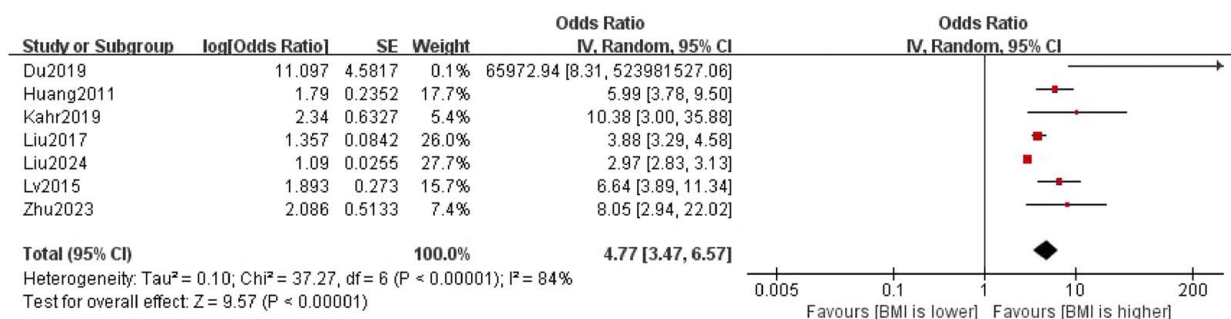 Odds Ratio Odds Ratio
Study or Subgroup log[Odds Ratio] SE Weight IV, Random, 95% CI IV, Random, 95% CI
Du2019 11.097 4.5817 0.1% 65972.94 [8.31, 523981527.06]
Huang2011 1.79 0.2352 17.7% 5.99 [3.78, 9.50]
Kahr2019 2.34 0.6327 5.4% 10.38 [3.00, 35.88]
Liu2017 1.357 0.0842 26.0% 3.88 [3.29, 4.58]
Liu2024 1.09 0.0255 27.7% 2.97 [2.83, 3.13]
Lv2015 1.893 0.273 15.7% 6.64 [3.89, 11.34]
Zhu2023 2.086 0.5133 7.4% 8.05 [2.94, 22.02]
Total (95% CI) 100.0% 4.77 [3.47, 6.57]
Heterogeneity: Tau² = 0.10; Chi² = 37.27, df = 6 (P < 0.00001); I² = 84%
Test for overall effect: Z = 9.57 (P < 0.00001)
0.005 0.1 1 10 200
Favours [BMI is lower] Favours [BMI is higher]